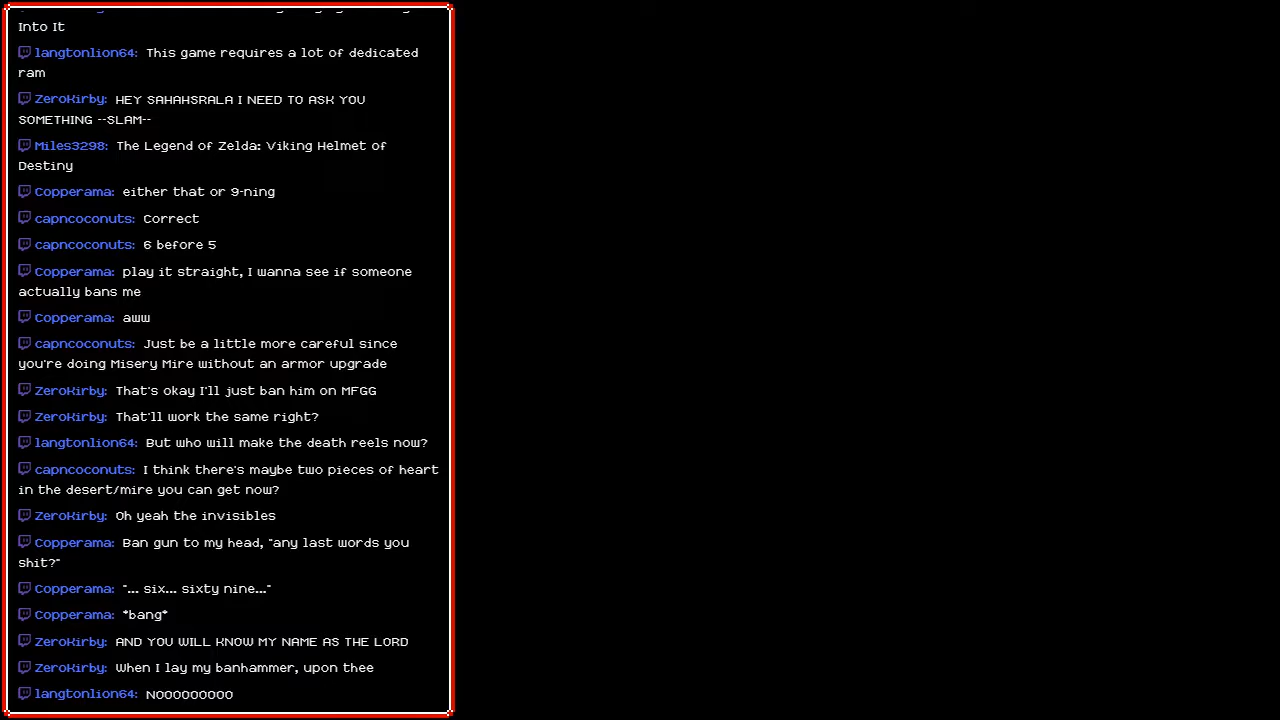 Into It
langtonlion64: This game requires a lot of dedicated
ram
ZeroKirby: HEY SAHAHSRALA I NEED TO ASK YOU
SOMETHING --SLAM--
Miles3298: The Legend of Zelda: Viking Helmet of
Destiny
Copperama: either that or 9-ning
capncoconuts: Correct
capncoconuts: 6 before 5
Copperama: play it straight, I wanna see if someone
actually bans me
Copperama: aww
capncoconuts: Just be a little more careful since
you're doing Misery Mire without an armor upgrade
ZeroKirby: That's okay I'll just ban him on MFGG
ZeroKirby: That'll work the same right?
langtonlion64: But who will make the death reels now?
capncoconuts: I think there's maybe two pieces of heart
in the desert/mire you can get now?
ZeroKirby: Oh yeah the invisibles
Copperama: Ban gun to my head, "any last words you
shit?"
Copperama: "... six... sixty nine..."
Copperama: *bang*
ZeroKirby: AND YOU WILL KNOW MY NAME AS THE LORD
ZeroKirby: When I lay my banhammer, upon thee
langtonlion64: NOOOOOOOOO